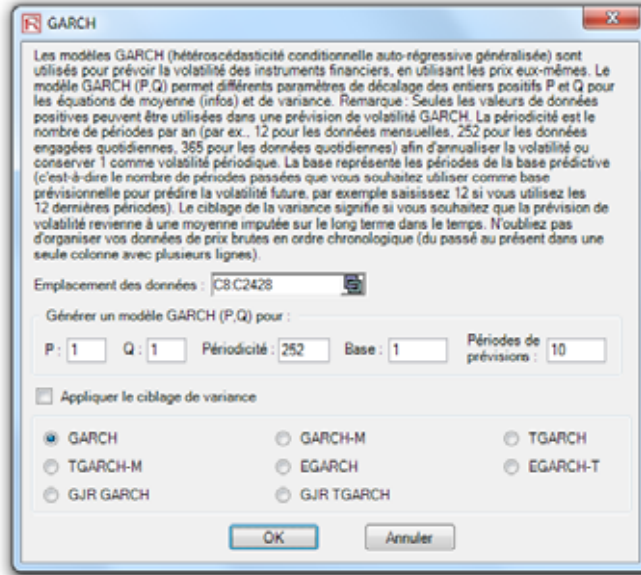 GARCH
Les modèles GARCH (hétéroscédasticité conditionnelle auto-régressive généralisée) sont
utilisés pour prévoir la volatilité des instruments financiers, en utilisant les prix eux-mêmes. Le
modèle GARCH (P,Q) permet différents paramètres de décalage des entiers positifs P et Q pour
les équations de moyenne (infos) et de variance. Remarque : Seules les valeurs de données
positives peuvent être utilisées dans une prévision de volatilité GARCH. La périodicité est le
nombre de périodes par an (par ex., 12 pour les données mensuelles, 252 pour les données
engagées quotidiennes, 365 pour les données quotidiennes) afin d'annualiser la volatilité ou
conserver 1 comme volatilité périodique. La base représente les périodes de la base prédictive
(c'est-à-dire le nombre de périodes passées que vous souhaitez utiliser comme base
prévisionnelle pour prédire la volatilité future, par exemple saisissez 12 si vous utilisez les
12 dernières périodes). Le ciblage de la variance signifie si vous souhaitez que la prévision de
volatilité revienne à une moyenne imputée sur le long terme dans le temps. N'oubliez pas
d'organiser vos données de prix brutes en ordre chronologique (du passé au présent dans une
seule colonne avec plusieurs lignes).
Emplacement des données : C8:C2428
Générer un modèle GARCH (P,Q) pour :
P : 1 Q : 1 Périodicité : 252 Base : 1 Périodes de prévisions : 10
Appliquer le ciblage de variance
GARCH GARCH-M TGARCH
TGARCH-M EGARCH EGARCH-T
GJR GARCH GJR TGARCH
OK Annuler